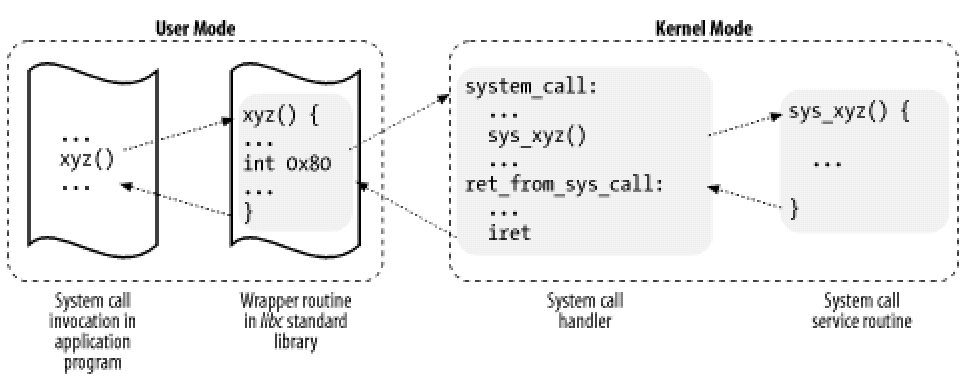 User Mode
Kernel Mode
...
xyz()
...
xyz() {
...
int 0x80
...
}
system_call:
...
sys_xyz()
...
ret_from_sys_call:
...
iret
sys_xyz() {
...
}
System call
invocation in
application
program
Wrapper routine
in libc standard
library
System call
handler
System call
service routine